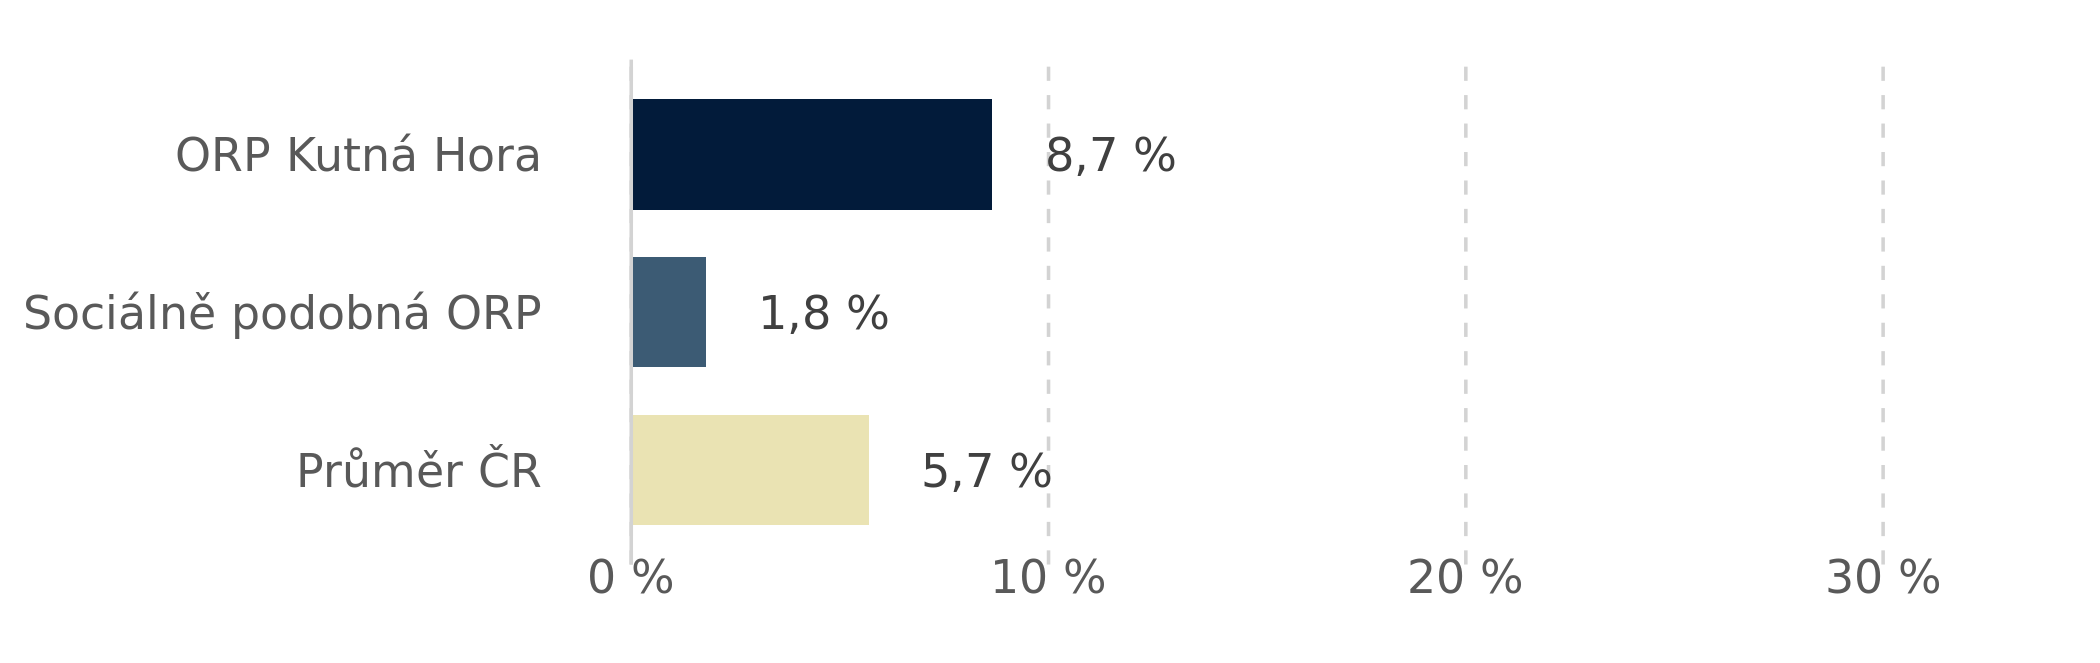 ORP Kutná Hora 8,7 %
Sociálně podobná ORP 1,8 %
Průměr ČR 5,7 %
0 % 10 % 20 % 30 %